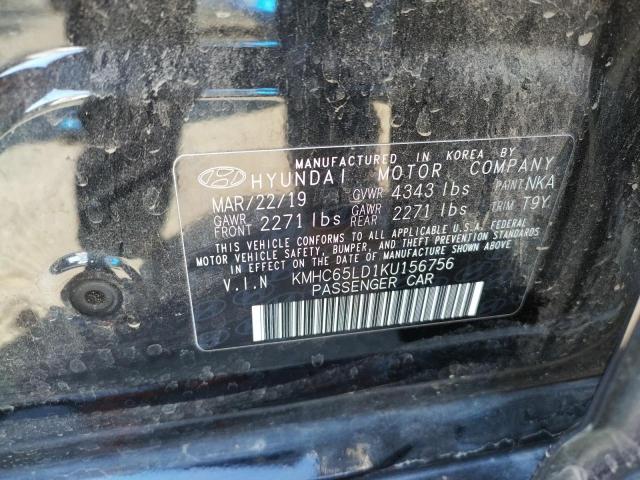 MANUFACTURED IN KOREA BY
HYUNDAI MOTOR COMPANY
MAR/22/19 GVWR 4343 lbs PAINT NKA
GAWR FRONT 2271 lbs GAWR REAR 2271 lbs TRIM T9Y
THIS VEHICLE CONFORMS TO ALL APPLICABLE U.S.A. FEDERAL
MOTOR VEHICLE SAFETY, BUMPER, AND THEFT PREVENTION STANDARDS
IN EFFECT ON THE DATE OF MANUFACTURE SHOWN ABOVE.
V.I.N KMHC65LD1KU156756
PASSENGER CAR